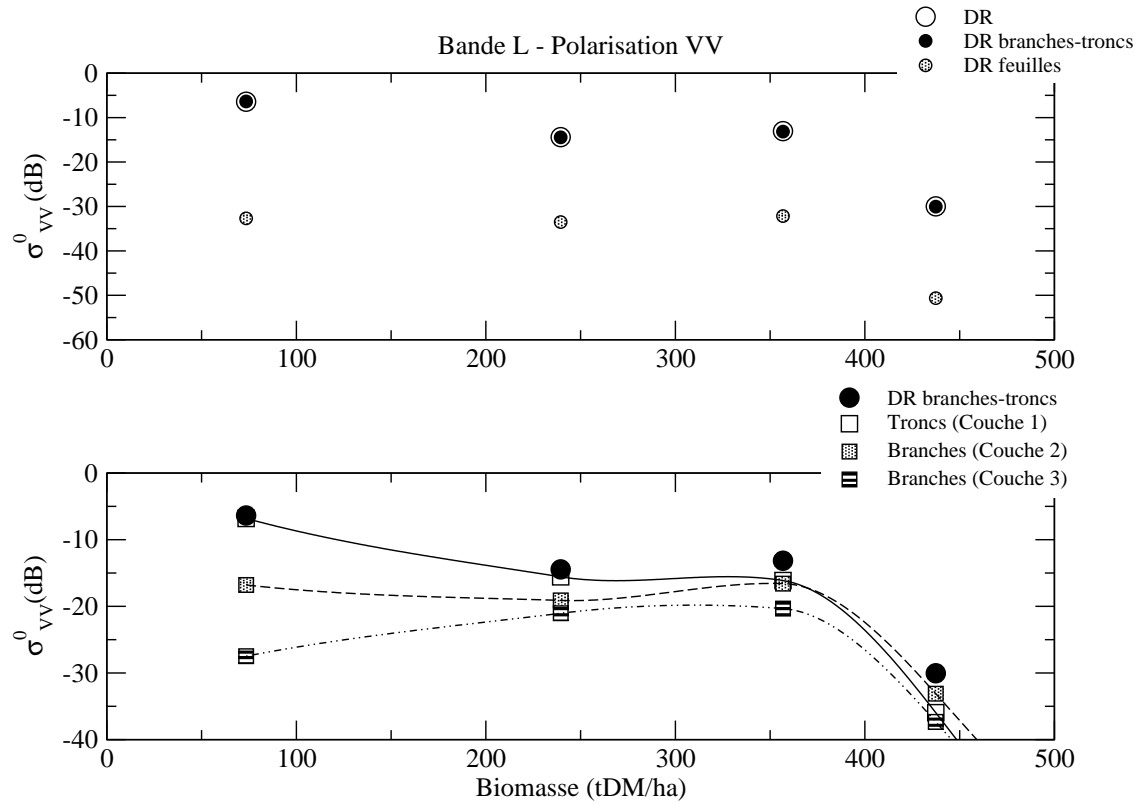 DR
DR branches-troncs
DR feuilles
Bande L - Polarisation VV
0
-10
-20
-30
-40
-50
-60
σ⁰VV (dB)
0 100 200 300 400 500
DR branches-troncs
Troncs (Couche 1)
Branches (Couche 2)
Branches (Couche 3)
0
-10
-20
-30
-40
σ⁰VV (dB)
0 100 200 300 400 500
Biomasse (tDM/ha)